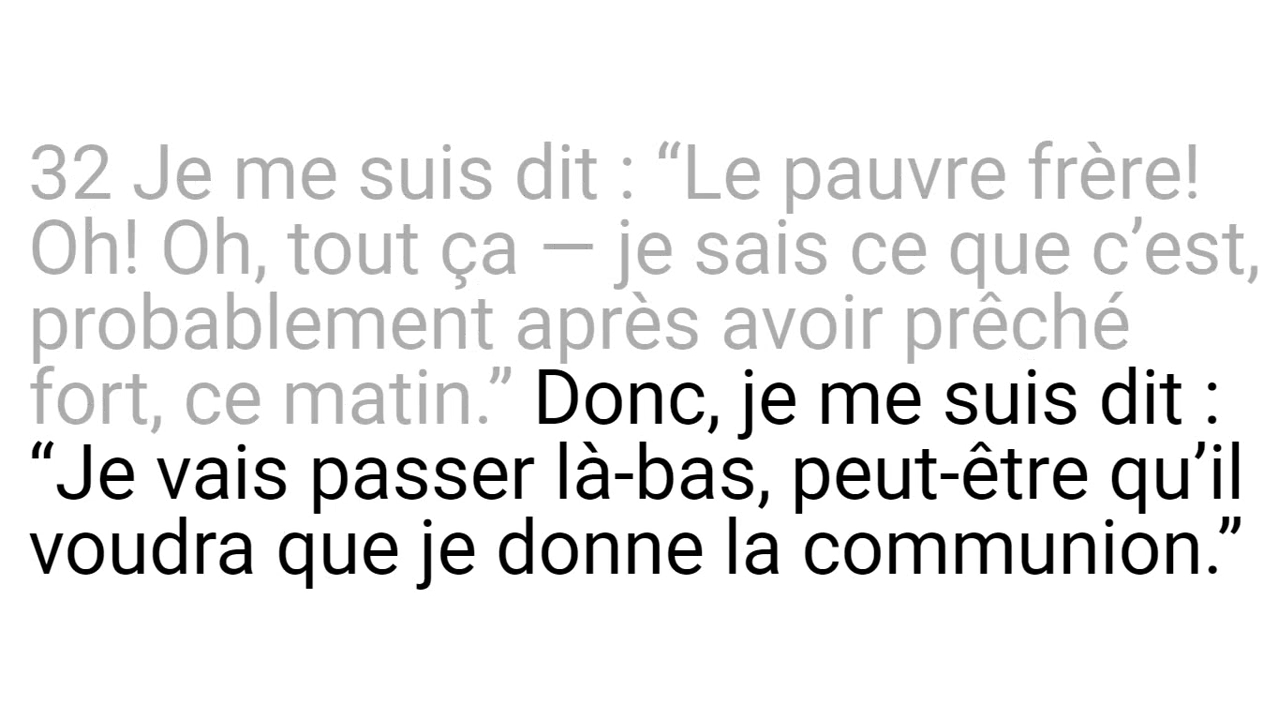 32 Je me suis dit : “Le pauvre frère!
Oh! Oh, tout ça — je sais ce que c’est,
probablement après avoir prêché
fort, ce matin.” Donc, je me suis dit :
“Je vais passer là-bas, peut-être qu’il
voudra que je donne la communion.”